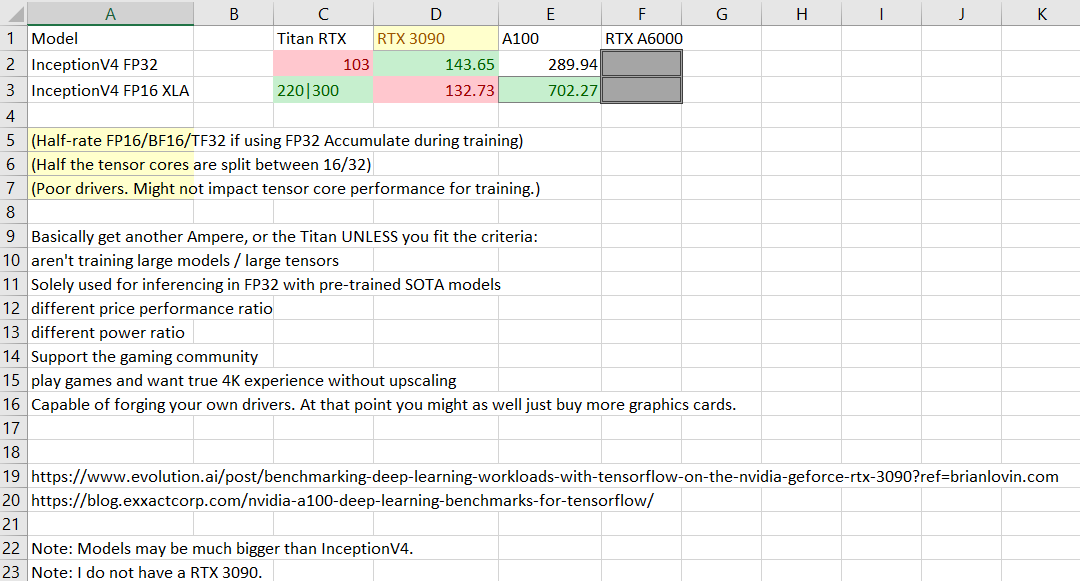 A B C D E F G H I J K
1 Model Titan RTX RTX 3090 A100 RTX A6000
2 InceptionV4 FP32 103 143.65 289.94
3 InceptionV4 FP16 XLA 220|300 132.73 702.27
4
5 (Half-rate FP16/BF16/TF32 if using FP32 Accumulate during training)
6 (Half the tensor cores are split between 16/32)
7 (Poor drivers. Might not impact tensor core performance for training.)
8
9 Basically get another Ampere, or the Titan UNLESS you fit the criteria:
10 aren't training large models / large tensors
11 Solely used for inferencing in FP32 with pre-trained SOTA models
12 different price performance ratio
13 different power ratio
14 Support the gaming community
15 play games and want true 4K experience without upscaling
16 Capable of forging your own drivers. At that point you might as well just buy more graphics cards.
17
18
19 https://www.evolution.ai/post/benchmarking-deep-learning-workloads-with-tensorflow-on-the-nvidia-geforce-rtx-3090?ref=brianlovin.com
20 https://blog.exxactcorp.com/nvidia-a100-deep-learning-benchmarks-for-tensorflow/
21
22 Note: Models may be much bigger than InceptionV4.
23 Note: I do not have a RTX 3090.